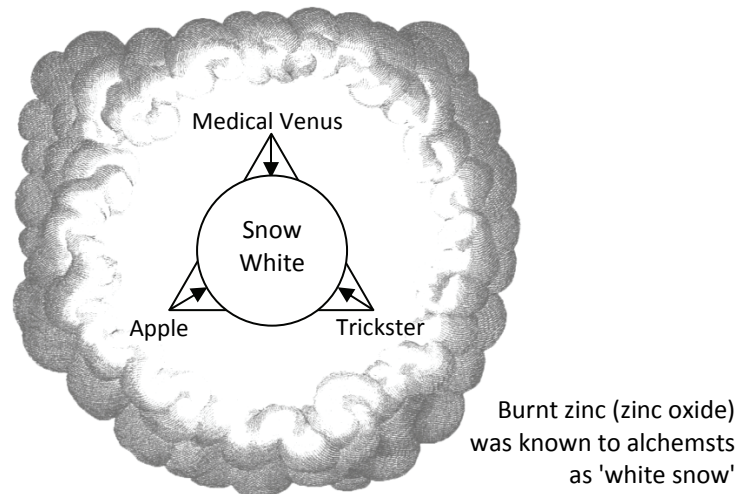 Medical Venus
Snow
White
Apple
Trickster
Burnt zinc (zinc oxide)
was known to alchemsts
as 'white snow'